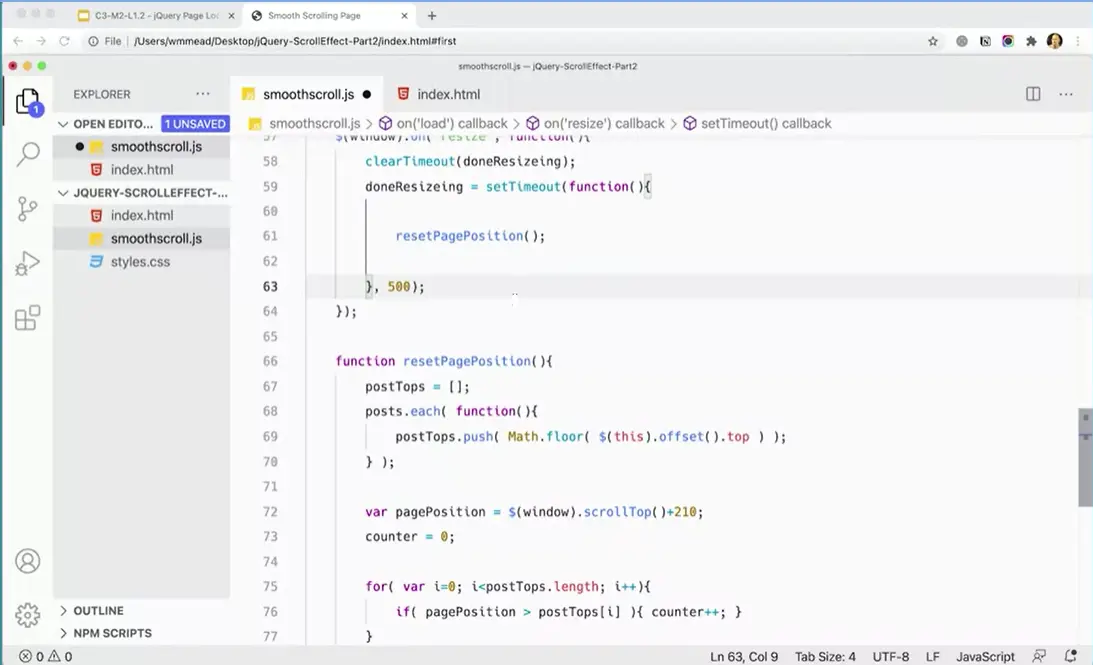 C3-M2-L1.2 - jQuery Page Loc
Smooth Scrolling Page
File | /Users/wmmead/Desktop/jQuery-ScrollEffect-Part2/index.html#first
smoothscroll.js — jQuery-ScrollEffect-Part2
EXPLORER
smoothscroll.js
index.html
OPEN EDITO... 1 UNSAVED
smoothscroll.js > on('load') callback > on('resize') callback > setTimeout() callback
smoothscroll.js
index.html
JQUERY-SCROLLEFFECT-...
index.html
smoothscroll.js
styles.css
OUTLINE
NPM SCRIPTS
1
57 $(window).on( 'resize', function(){
58 clearTimeout(doneResizeing);
59 doneResizeing = setTimeout(function(){
60
61 resetPagePosition();
62
63 }, 500);
64 });
65
66 function resetPagePosition(){
67 postTops = [];
68 posts.each( function(){
69 postTops.push( Math.floor( $(this).offset().top ) );
70 } );
71
72 var pagePosition = $(window).scrollTop()+210;
73 counter = 0;
74
75 for( var i=0; i<postTops.length; i++){
76 if( pagePosition > postTops[i] ){ counter++; }
77 }
0 0
Ln 63, Col 9 Tab Size: 4 UTF-8 LF JavaScript